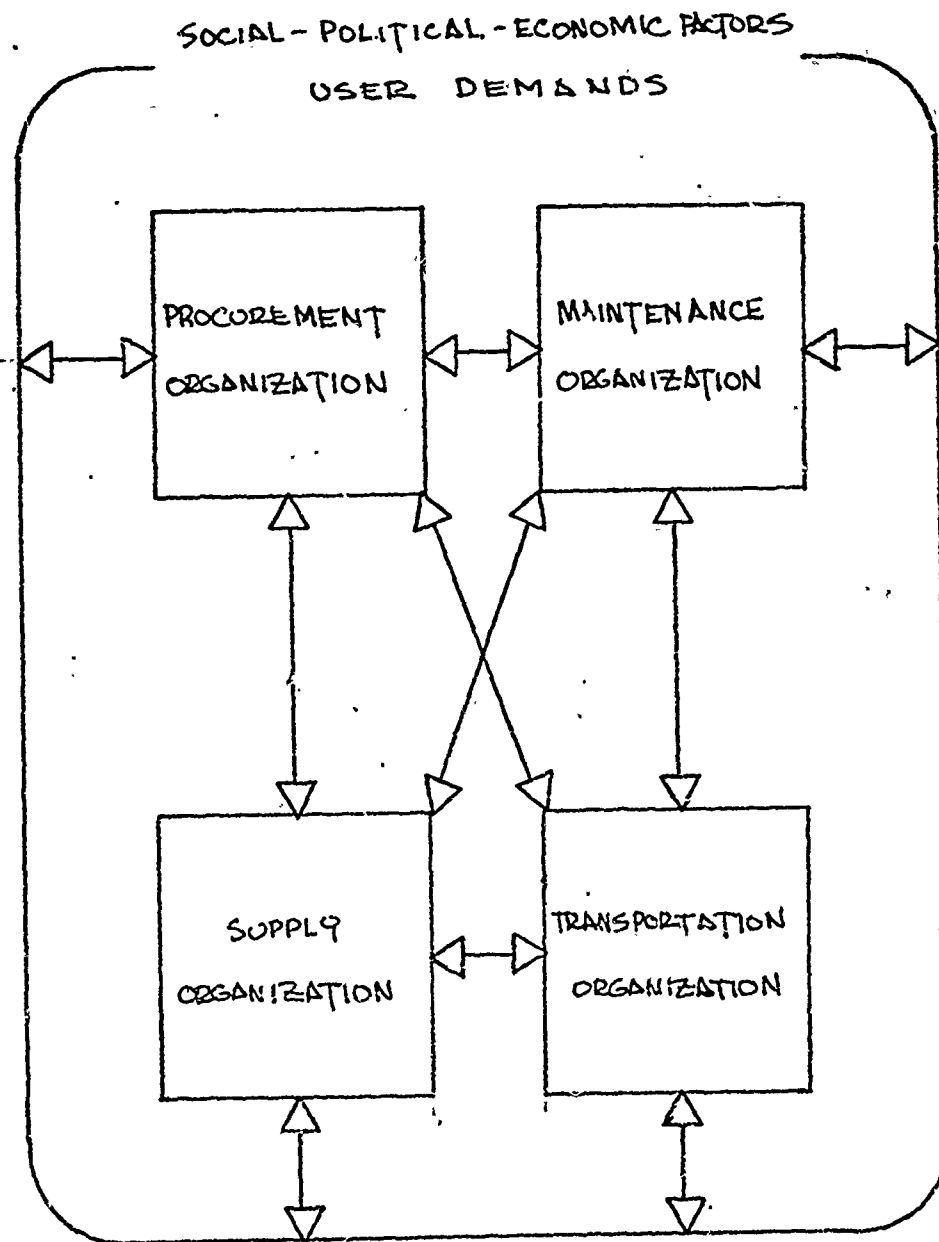 SOCIAL - POLITICAL - ECONOMIC FACTORS
USER DEMANDS
PROCUREMENT
ORGANIZATION
MAINTENANCE
ORGANIZATION
SUPPLY
ORGANIZATION
TRANSPORTATION
ORGANIZATION